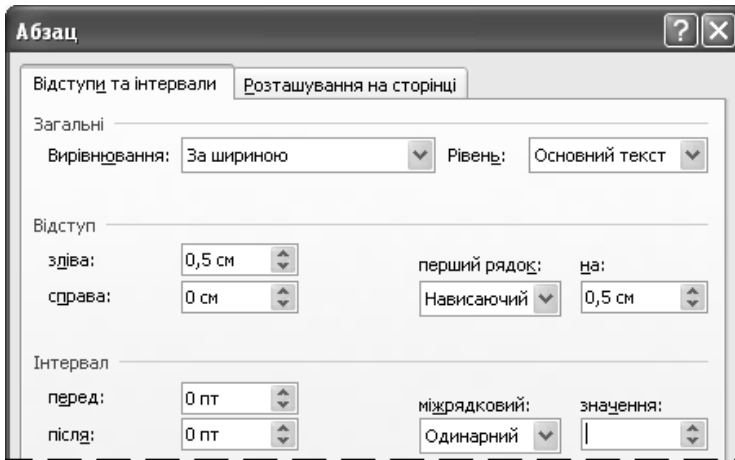 Абзац
Відступи та інтервали Розташування на сторінці
Загальні
Вирівнювання: За шириною Рівень: Основний текст
Відступ
зліва: 0,5 см перший рядок: на:
справа: 0 см Нависаючий 0,5 см
Інтервал
перед: 0 пт міжрядковий: значення:
після: 0 пт Одинарний